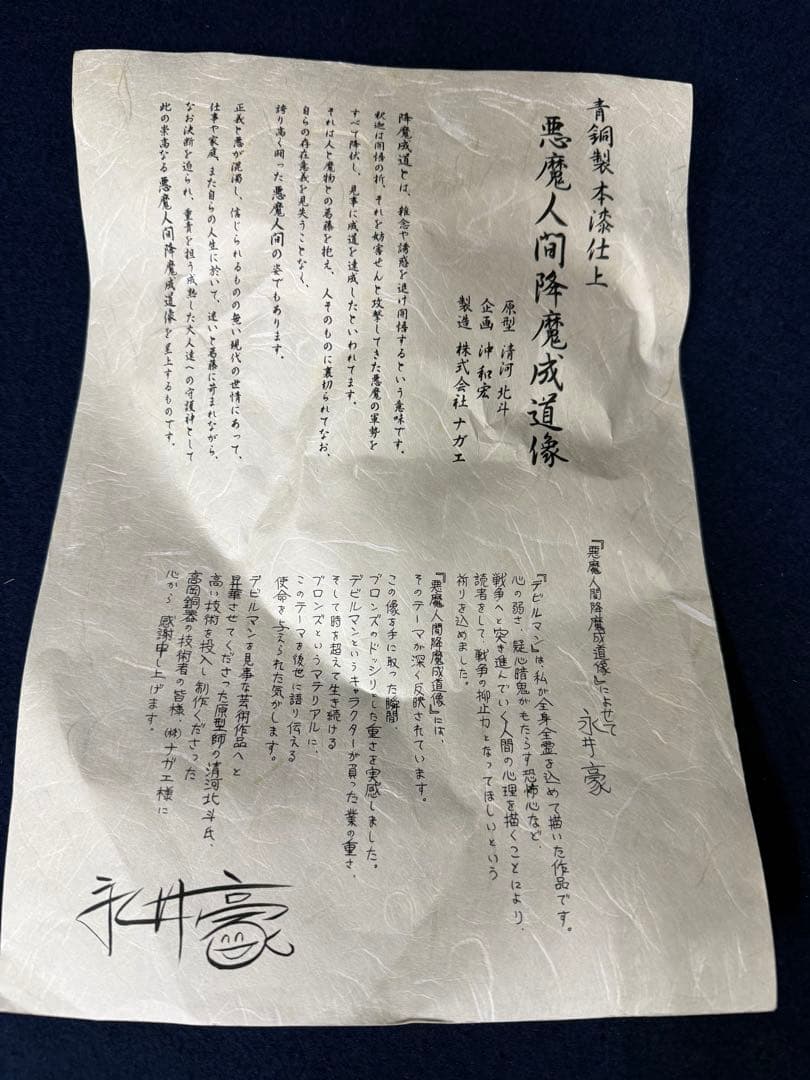 青銅製本漆仕上
悪魔人間降魔成道像
原型 清河北斗
企画 沖和宏
製造 株式会社ナガエ
降魔成道とは、雑念や誘惑を退け開悟するという意味です。
釈迦は開悟の折、それを妨害せんと攻撃してきた悪魔の軍勢を
すべて降伏し、見事に成道を達成したといわれてます。
それは人と魔物との葛藤を抱え、人そのものに裏切られてなお、
自らの存在意義を見失うことなく、
誇り高く闘った悪魔人間の姿でもあります。
正義と悪が混濁し、信じられるものの無い現代の世情にあって、
仕事や家庭、また自らの人生に於いて、迷いと葛藤に苛まれながら、
なお決断を迫られ、重責を担う成熟した大人達への守護神として
此の崇高なる悪魔人間降魔成道像を呈上するものです。
『悪魔人間降魔成道像』によせて
永井豪
『デビルマン』は、私が全身全霊を込めて描いた作品です。
心の弱さ、疑心暗鬼がもたらす恐怖心など、
戦争へと突き進んでいく人間の心理を描くことにより、
読者をして、戦争の抑止力となってほしいという
祈りを込めました。
『悪魔人間降魔成道像』には、
そのテーマが深く反映されています。
この像を手に取った瞬間、
ブロンズのドッシリとした重さを実感しました。
デビルマンというキャラクターが負った業の重さ、
そして時を超えて生き続ける
ブロンズというマテリアルに、
このテーマを後世に語り伝える
使命を与えられた気がします。
デビルマンを見事な芸術作品へと
昇華させてくださった原型師の清河北斗氏、
高い技術を投入し制作くださった
高岡銅器の技術者の皆様、㈱ナガエ様に
心から感謝申し上げます。
永井豪